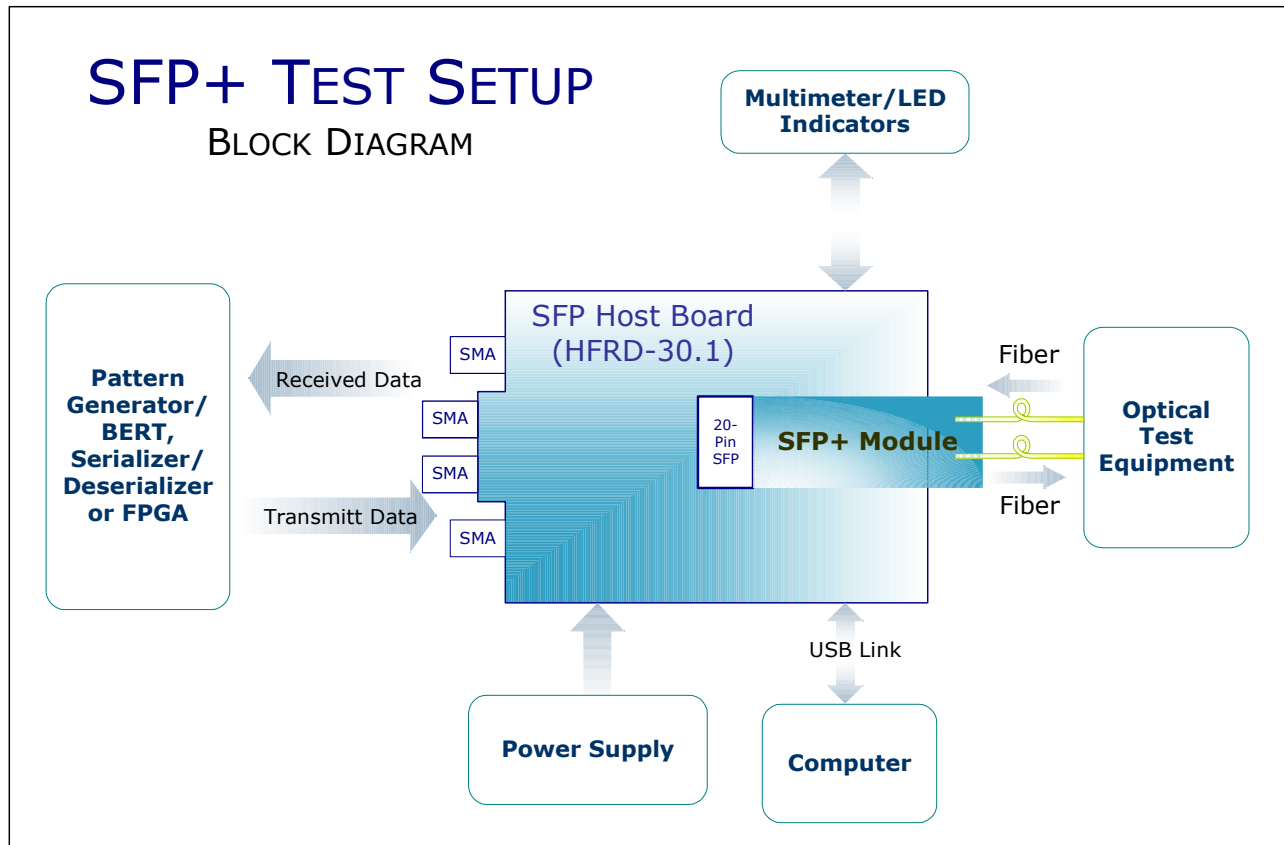 SFP+ TEST SETUP
BLOCK DIAGRAM
Multimeter/LED
Indicators
SFP Host Board
(HFRD-30.1)
SMA
SMA
SMA
SMA
Received Data
Transmitt Data
Pattern
Generator/
BERT,
Serializer/
Deserializer
or FPGA
20-
Pin
SFP
SFP+ Module
Fiber
Fiber
Optical
Test
Equipment
USB Link
Power Supply
Computer